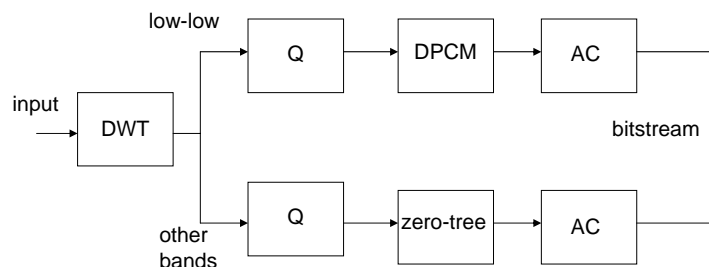 low-low
Q
DPCM
AC
input
DWT
bitstream
Q
zero-tree
AC
other
bands